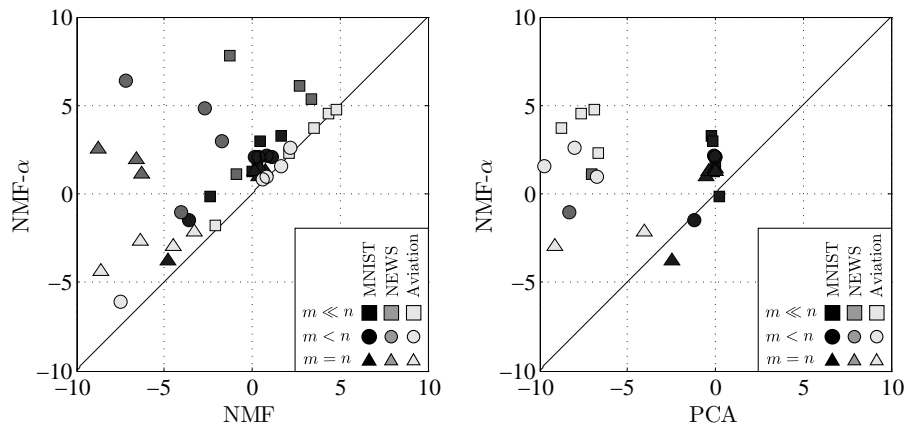 10
5
0
−5
−10
−10 −5 0 5 10
NMF-α
NMF
MNIST
NEWS
Aviation
m ≪ n
m < n
m = n
10
5
0
−5
−10
−10 −5 0 5 10
NMF-α
PCA
MNIST
NEWS
Aviation
m ≪ n
m < n
m = n